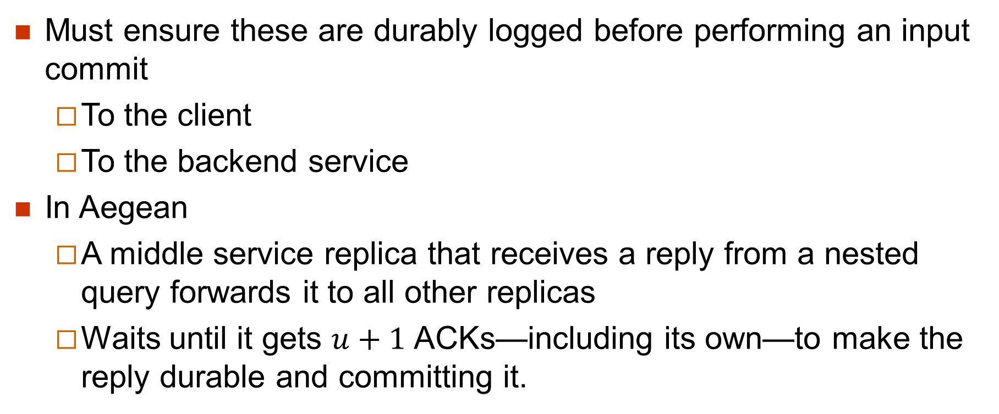 Must ensure these are durably logged before performing an input
commit
To the client
To the backend service
In Aegean
A middle service replica that receives a reply from a nested
query forwards it to all other replicas
Waits until it gets 𝑢 + 1 ACKs—including its own—to make the
reply durable and committing it.